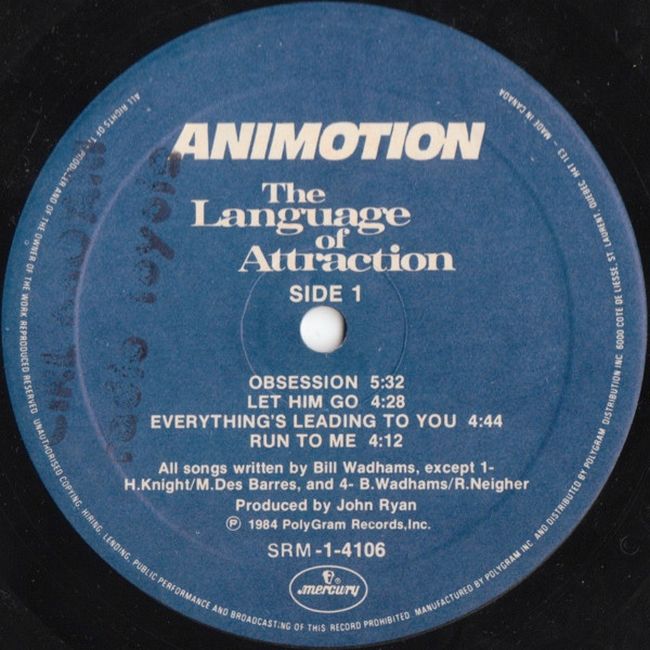 ANIMOTION
The
Language
of
Attraction
SIDE 1
OBSESSION 5:32
LET HIM GO 4:28
EVERYTHING'S LEADING TO YOU 4:44
RUN TO ME 4:12
All songs written by Bill Wadhams, except 1-
H.Knight/M.Des Barres, and 4- B.Wadhams/R.Neigher
Produced by John Ryan
℗ 1984 PolyGram Records,Inc.
SRM-1-4106
mercury®
ALL RIGHTS OF THE PRODUCER AND OF THE OWNER OF THE WORK REPRODUCED RESERVED. UNAUTHORISED COPYING, HIRING, LENDING, PUBLIC PERFORMANCE AND BROADCASTING OF THIS RECORD PROHIBITED. MANUFACTURED BY POLYGRAM INC. AND DISTRIBUTED BY POLYGRAM DISTRIBUTION INC 6000 COTE DE LIESSE, ST. LAURENT, QUEBEC. H4T 1E3 - MADE IN CANADA
radio